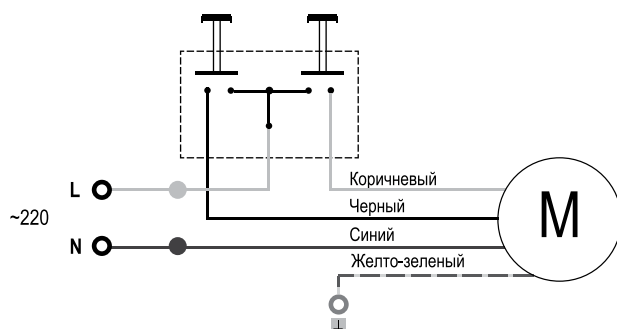 Коричневый
L
Черный
~220
M
Синий
N
Желто-зеленый